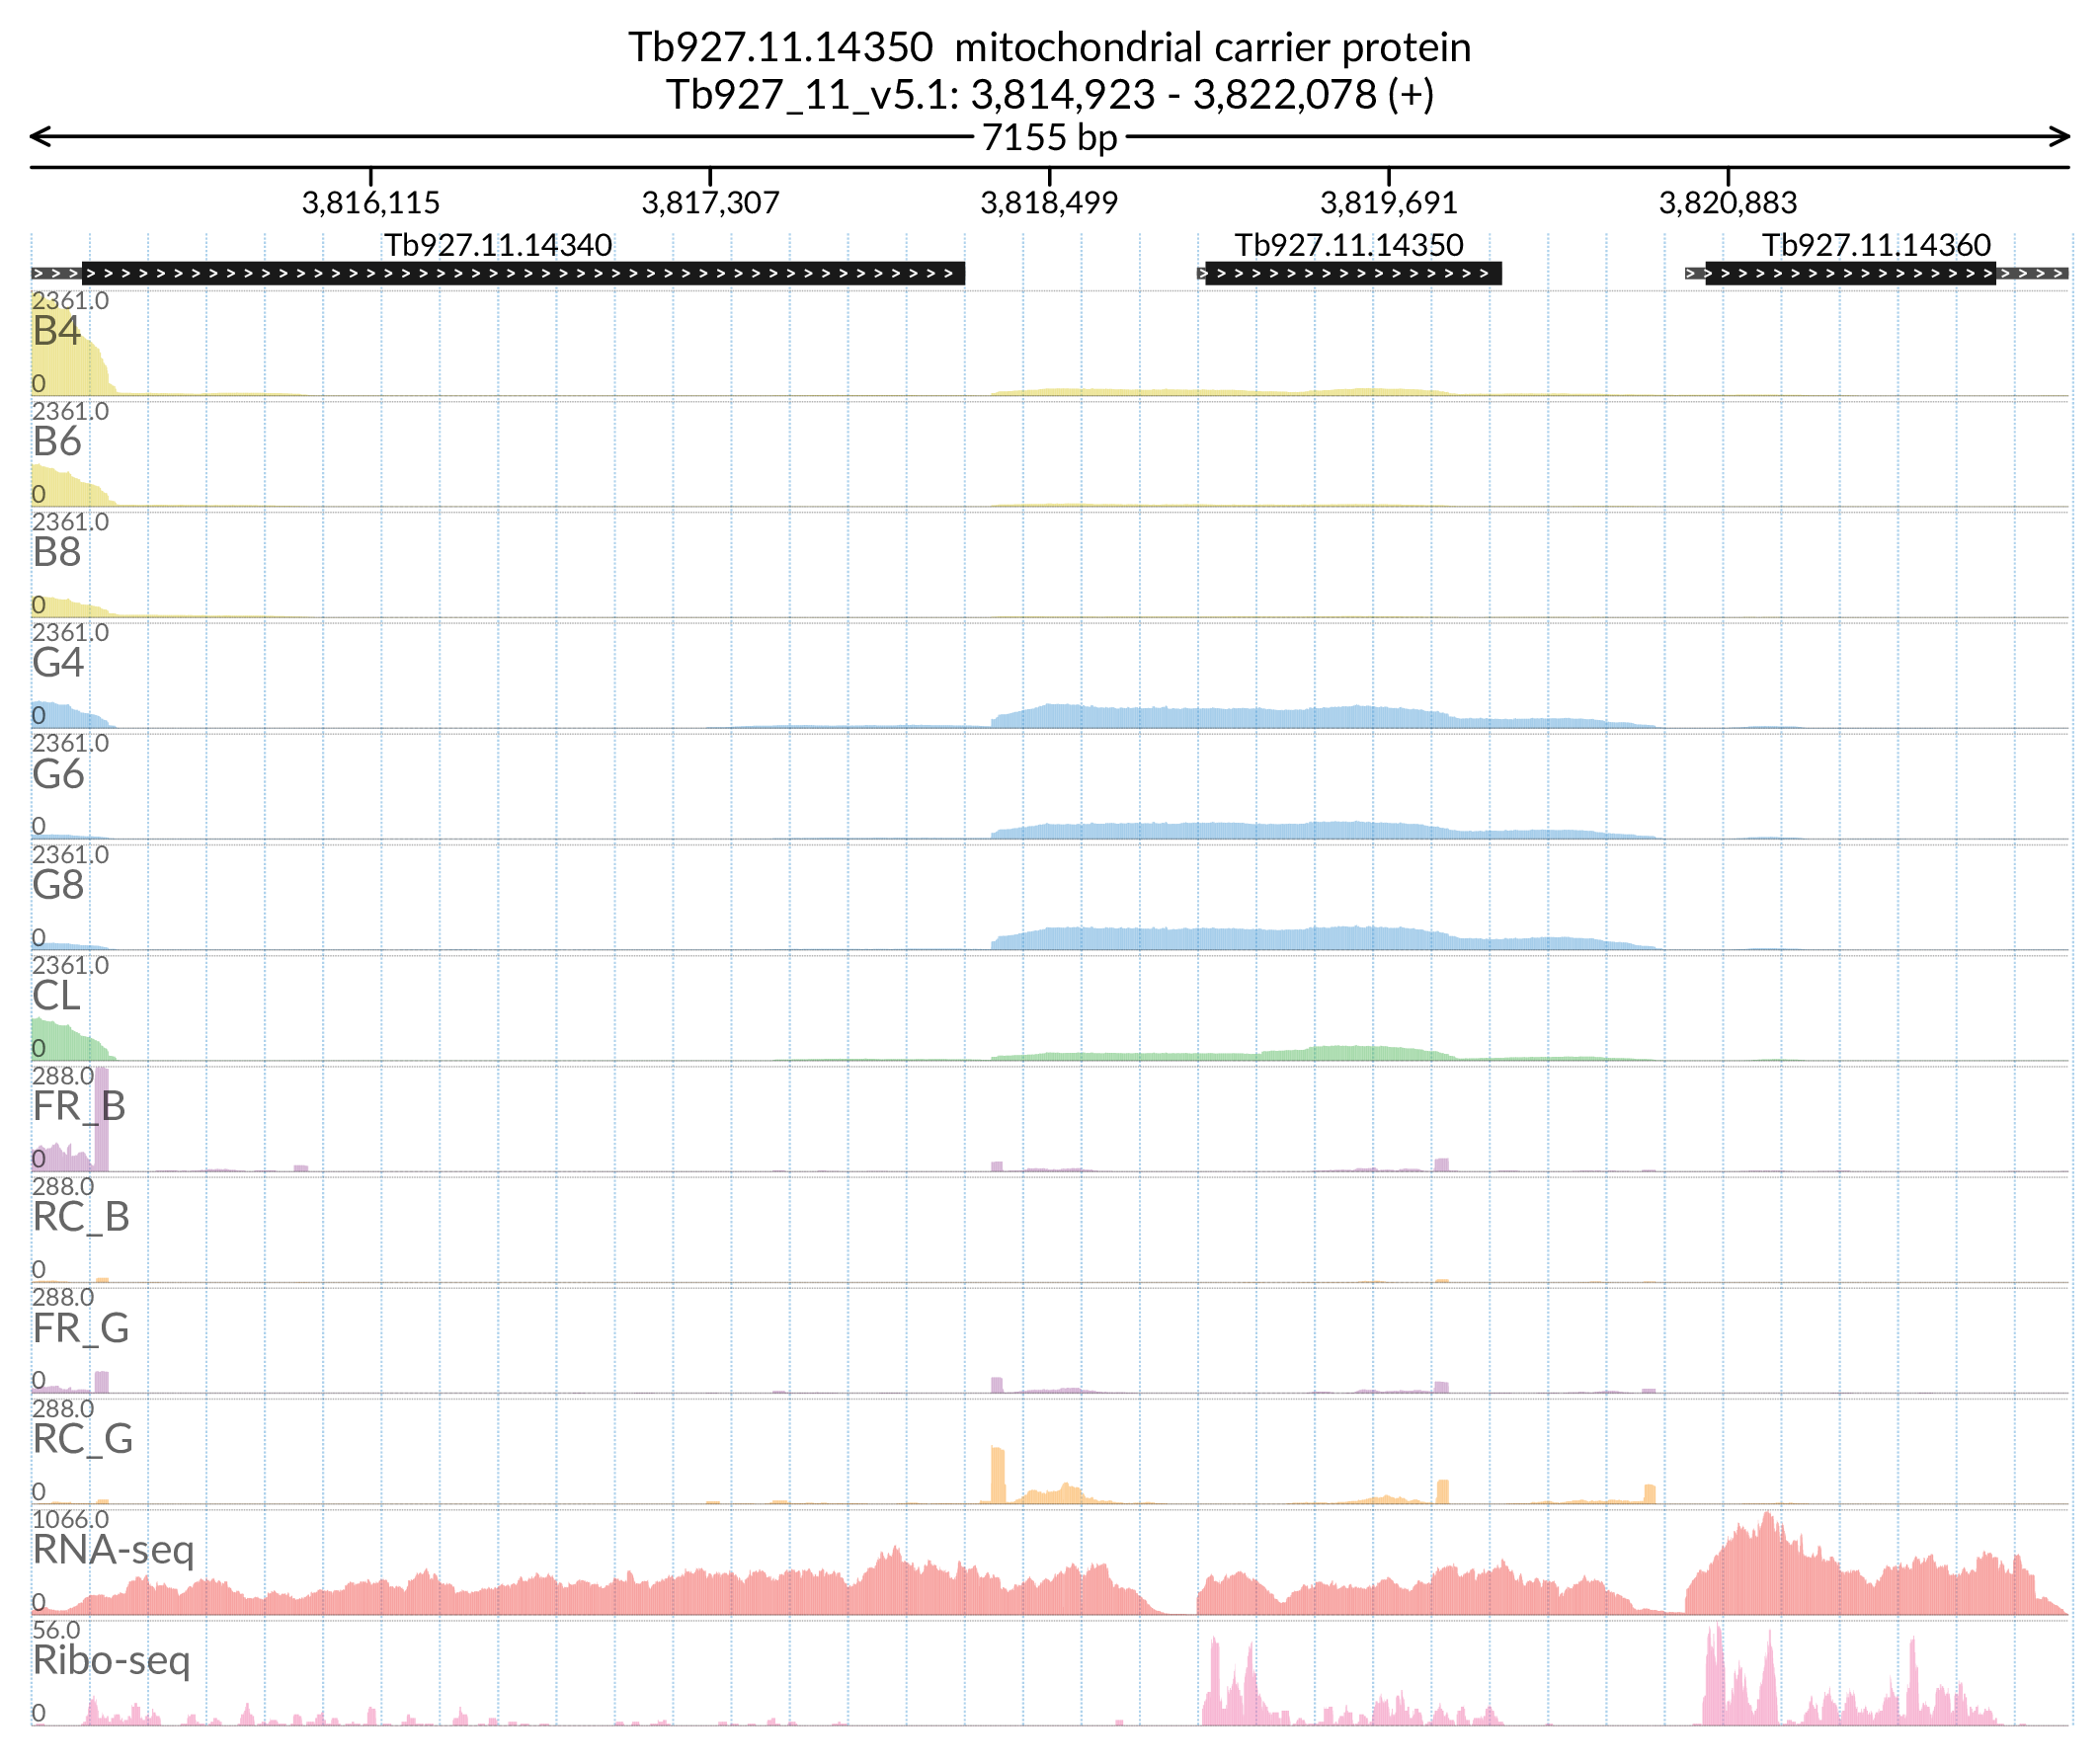 Tb927.11.14350  mitochondrial carrier protein
Tb927_11_v5.1: 3,814,923 - 3,822,078 (+)
7155 bp
3,816,115 3,817,307 3,818,499 3,819,691 3,820,883
Tb927.11.14340 Tb927.11.14350 Tb927.11.14360
2361.0
B4
0
2361.0
B6
0
2361.0
B8
0
2361.0
G4
0
2361.0
G6
0
2361.0
G8
0
2361.0
CL
0
288.0
FR_B
0
288.0
RC_B
0
288.0
FR_G
0
288.0
RC_G
0
1066.0
RNA-seq
0
56.0
Ribo-seq
0